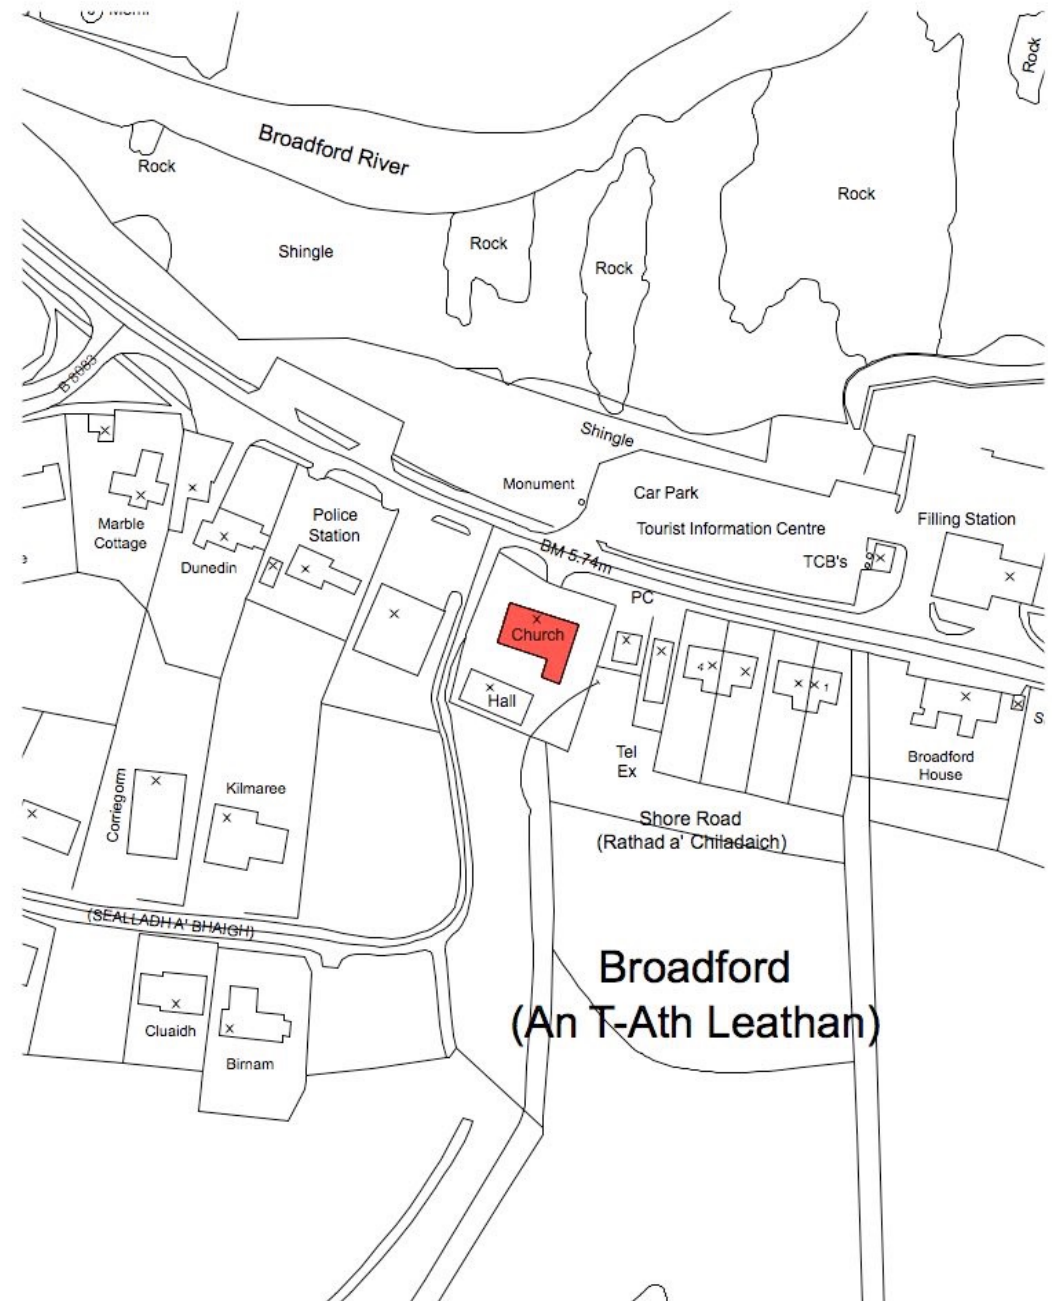 Rock
Broadford River
Rock
Rock
Shingle
Rock
Rock
B 8083
Shingle
Monument
Car Park
Marble
Cottage
Police
Station
Tourist Information Centre
Filling Station
Dunedin
BM 5.74m
TCB's
PC
Church
4
1
Hall
Tel
Ex
Broadford
House
Corriegorm
Kilmaree
Shore Road
(Rathad a' Chiladaich)
(SEALLADH A' BHAIGH)
Broadford
(An T-Ath Leathan)
Cluaidh
Birnam